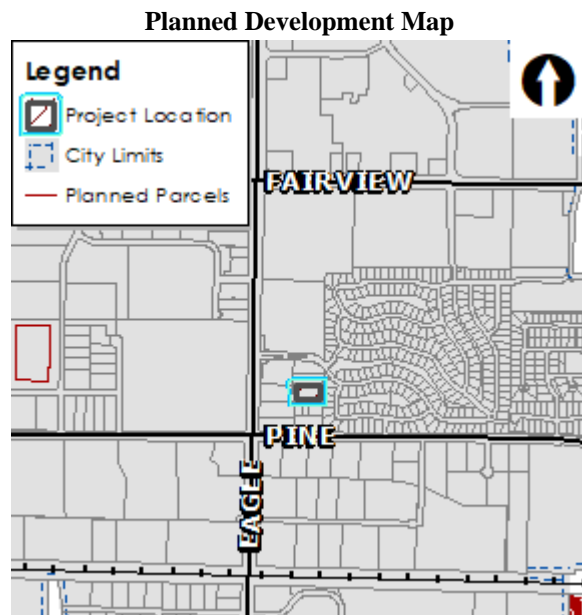 Planned Development Map
Legend
Project Location
City Limits
Planned Parcels
FAIRVIEW
PINE
EAGLE